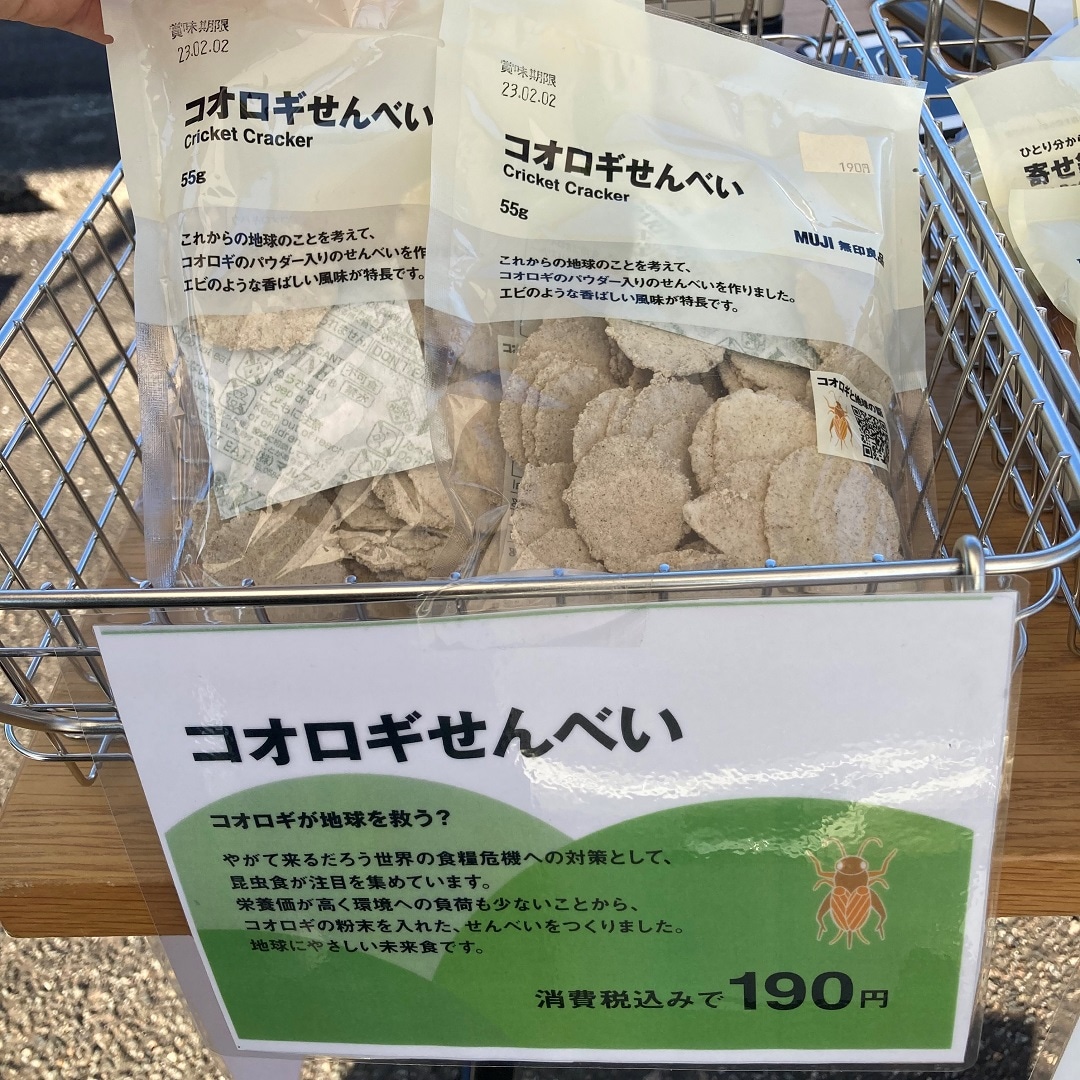 賞味期限
23.02.02
コオロギせんべい
Cricket Cracker
55g
これからの地球のことを考えて、
コオロギのパウダー入りのせんべいを作
エビのような香ばしい風味が特長です。
賞味期限
23.02.02
コオロギせんべい
Cricket Cracker
55g
190円
MUJI 無印良品
これからの地球のことを考えて、
コオロギのパウダー入りのせんべいを作りました。
エビのような香ばしい風味が特長です。
コオロギと地球の
ひとり分から
寄せ
コオロギせんべい
コオロギが地球を救う?
やがて来るだろう世界の食糧危機への対策として、
昆虫食が注目を集めています。
栄養価が高く環境への負荷も少ないことから、
コオロギの粉末を入れた、せんべいをつくりました。
地球にやさしい未来食です。
消費税込みで190円